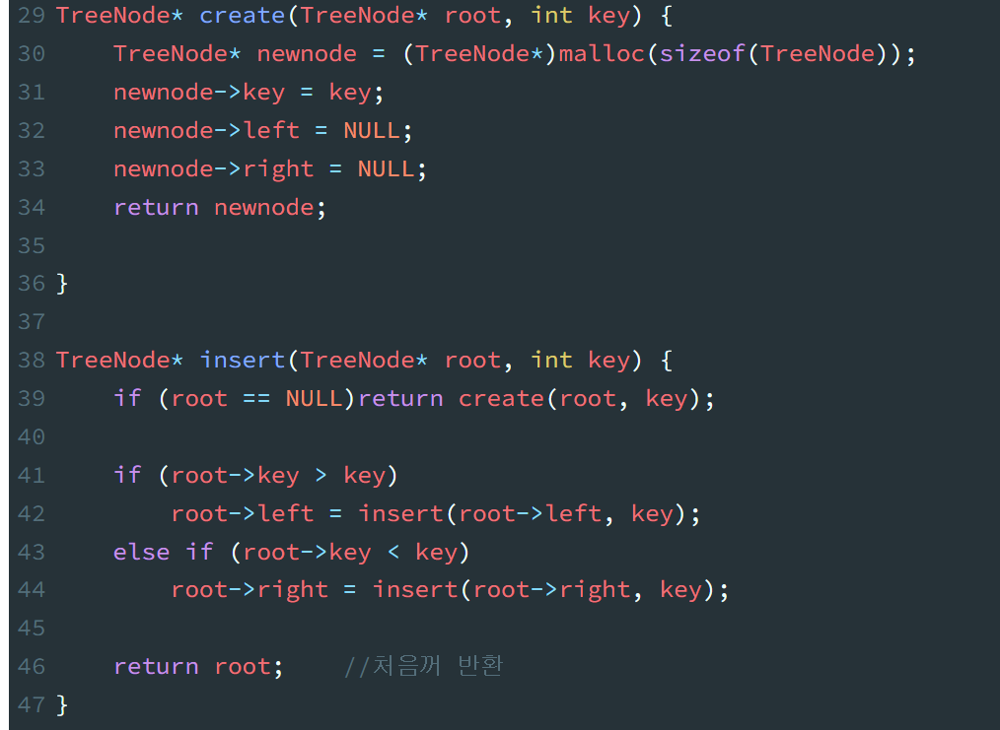 29 TreeNode* create(TreeNode* root, int key) {
30     TreeNode* newnode = (TreeNode*)malloc(sizeof(TreeNode));
31     newnode->key = key;
32     newnode->left = NULL;
33     newnode->right = NULL;
34     return newnode;
35
36 }
37
38 TreeNode* insert(TreeNode* root, int key) {
39     if (root == NULL)return create(root, key);
40
41     if (root->key > key)
42         root->left = insert(root->left, key);
43     else if (root->key < key)
44         root->right = insert(root->right, key);
45
46     return root;    //처음꺼 반환
47 }